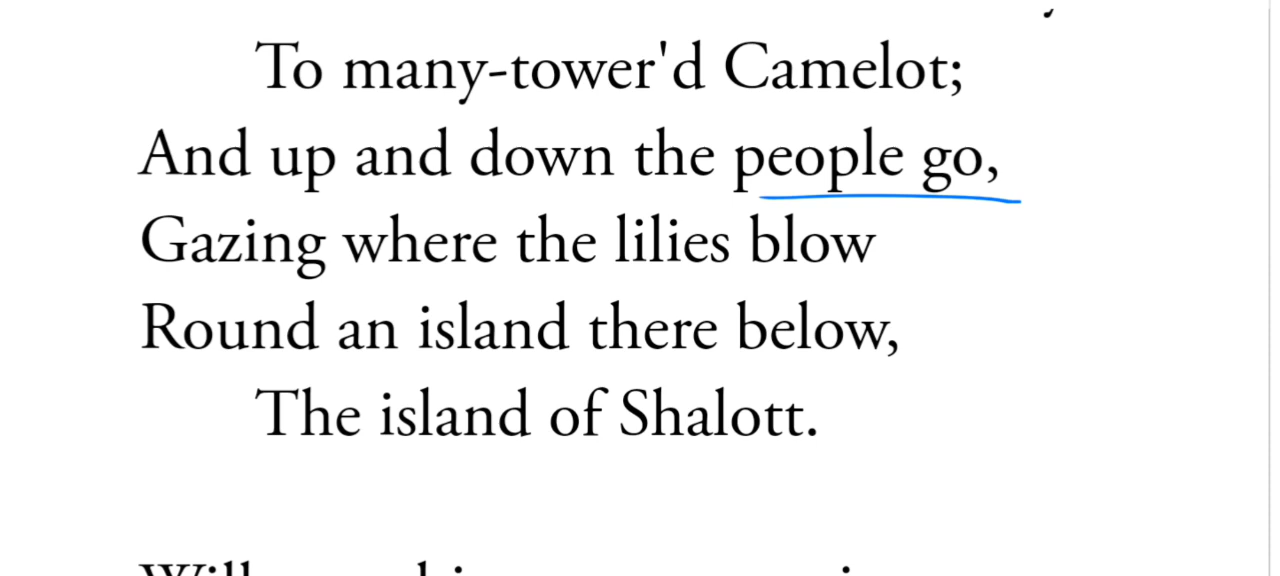 To many-tower'd Camelot;
And up and down the people go,
Gazing where the lilies blow
Round an island there below,
The island of Shalott.